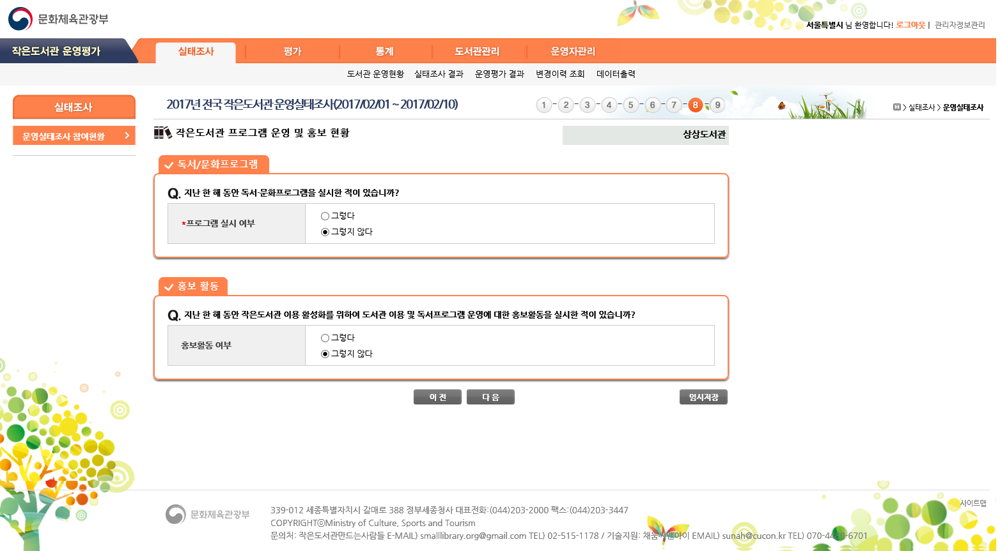 문화체육관광부
서울특별시 님 환영합니다! 로그아웃 | 관리자정보관리
작은도서관 운영평가 실태조사 평가 통계 도서관관리 운영자관리
도서관 운영현황 실태조사 결과 운영평가 결과 변경이력 조회 데이터출력
실태조사
운영실태조사 참여현황
2017년 전국 작은도서관 운영실태조사(2017/02/01 ~ 2017/02/10)
1 - 2 - 3 - 4 - 5 - 6 - 7 - 8 - 9
> 실태조사 > 운영실태조사
작은도서관 프로그램 운영 및 홍보 현황
상상도서관
독서/문화프로그램
Q. 지난 한 해 동안 독서·문화프로그램을 실시한 적이 있습니까?
*프로그램 실시 여부
그렇다
그렇지 않다
홍보 활동
Q. 지난 한 해 동안 작은도서관 이용 활성화를 위하여 도서관 이용 및 독서프로그램 운영에 대한 홍보활동을 실시한 적이 있습니까?
홍보활동 여부
그렇다
그렇지 않다
이 전 다 음 임시저장
사이트맵
문화체육관광부
339-012 세종특별자치시 갈매로 388 정부세종청사 대표전화:(044)203-2000 팩스:(044)203-3447
COPYRIGHTⓒMinistry of Culture, Sports and Tourism
문의처: 작은도서관만드는사람들 E-MAIL) smalllibrary.org@gmail.com TEL) 02-515-1178 / 기술지원: 채움씨앤아이 EMAIL) sunah@cucon.kr TEL) 070-4489-6701